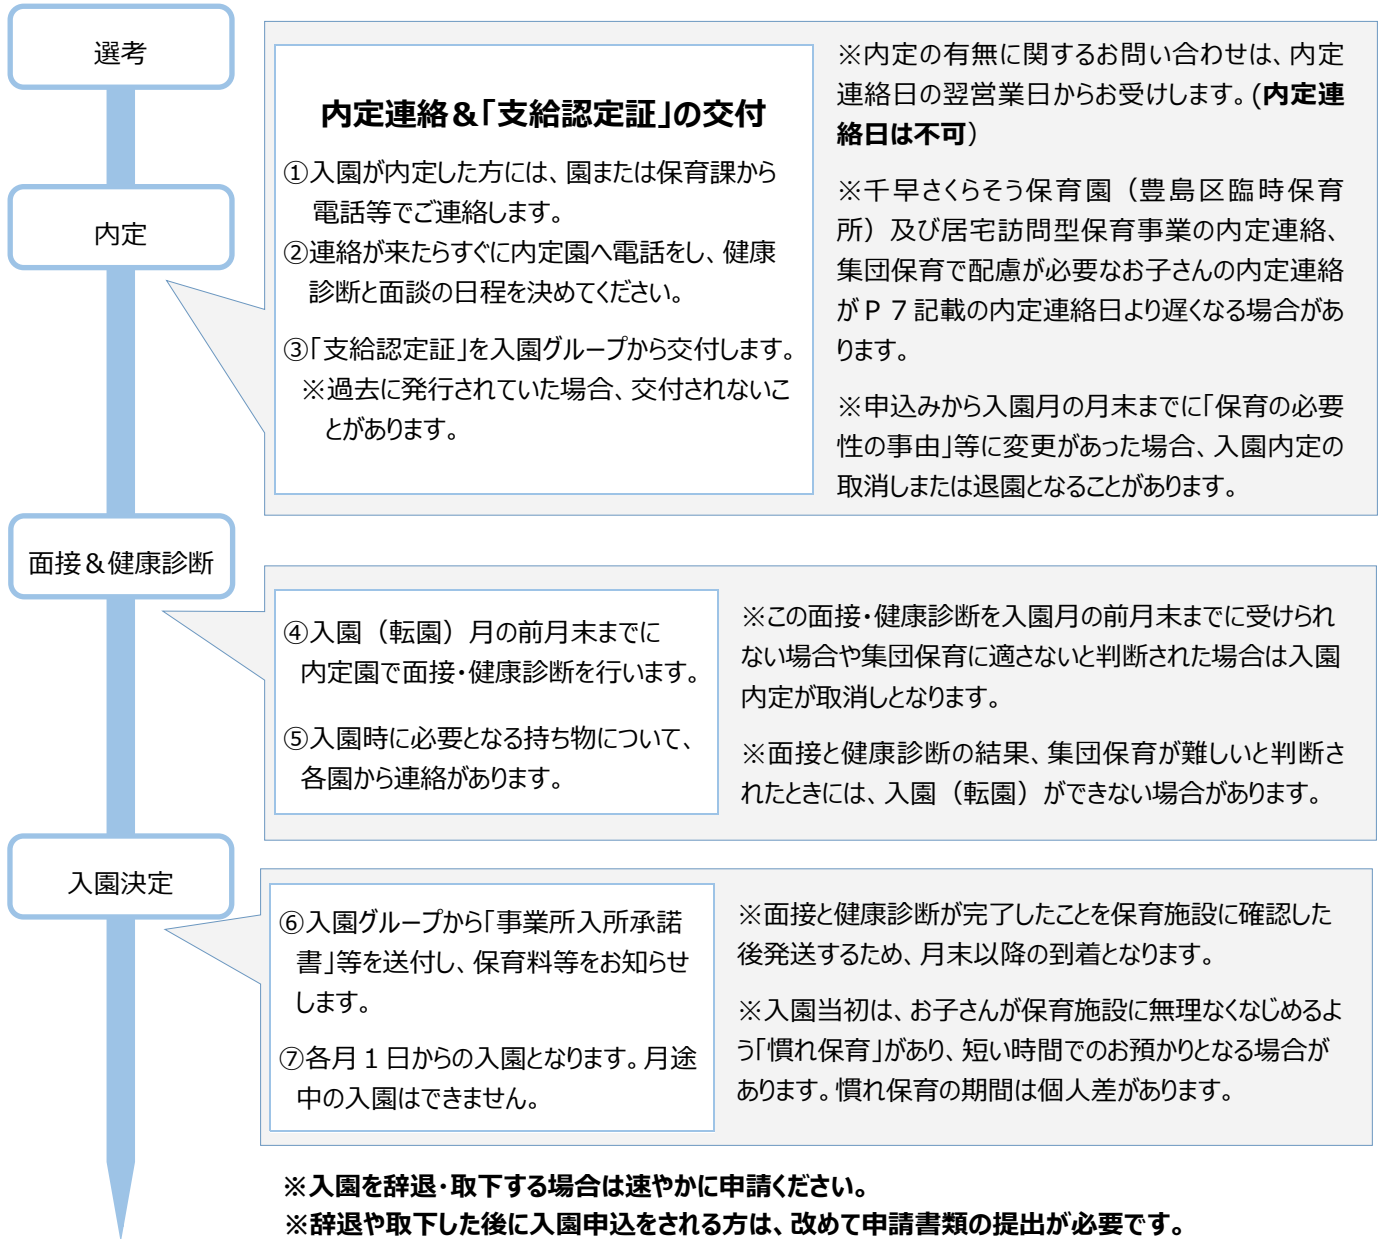 選考
内定連絡&「支給認定証」の交付
①入園が内定した方には、園または保育課から
電話等でご連絡します。
②連絡が来たらすぐに内定園へ電話をし、健康
診断と面談の日程を決めてください。
③「支給認定証」を入園グループから交付します。
※過去に発行されていた場合、交付されないこ
とがあります。
※内定の有無に関するお問い合わせは、内定
連絡日の翌営業日からお受けします。(内定連
絡日は不可)
※千早さくらそう保育園(豊島区臨時保育
所)及び居宅訪問型保育事業の内定連絡、
集団保育で配慮が必要なお子さんの内定連絡
がP7記載の内定連絡日より遅くなる場合があ
ります。
※申込みから入園月の月末までに「保育の必要
性の事由」等に変更があった場合、入園内定の
取消しまたは退園となることがあります。
内定
面接&健康診断
④入園(転園)月の前月末までに
内定園で面接・健康診断を行います。
⑤入園時に必要となる持ち物について、
各園から連絡があります。
※この面接・健康診断を入園月の前月末までに受けられ
ない場合や集団保育に適さないと判断された場合は入園
内定が取消しとなります。
※面接と健康診断の結果、集団保育が難しいと判断さ
れたときには、入園(転園)ができない場合があります。
入園決定
⑥入園グループから「事業所入所承諾
書」等を送付し、保育料等をお知らせ
します。
⑦各月1日からの入園となります。月途
中の入園はできません。
※面接と健康診断が完了したことを保育施設に確認した
後発送するため、月末以降の到着となります。
※入園当初は、お子さんが保育施設に無理なくなじめるよ
う「慣れ保育」があり、短い時間でのお預かりとなる場合が
あります。慣れ保育の期間は個人差があります。
※入園を辞退・取下する場合は速やかに申請ください。
※辞退や取下した後に入園申込をされる方は、改めて申請書類の提出が必要です。